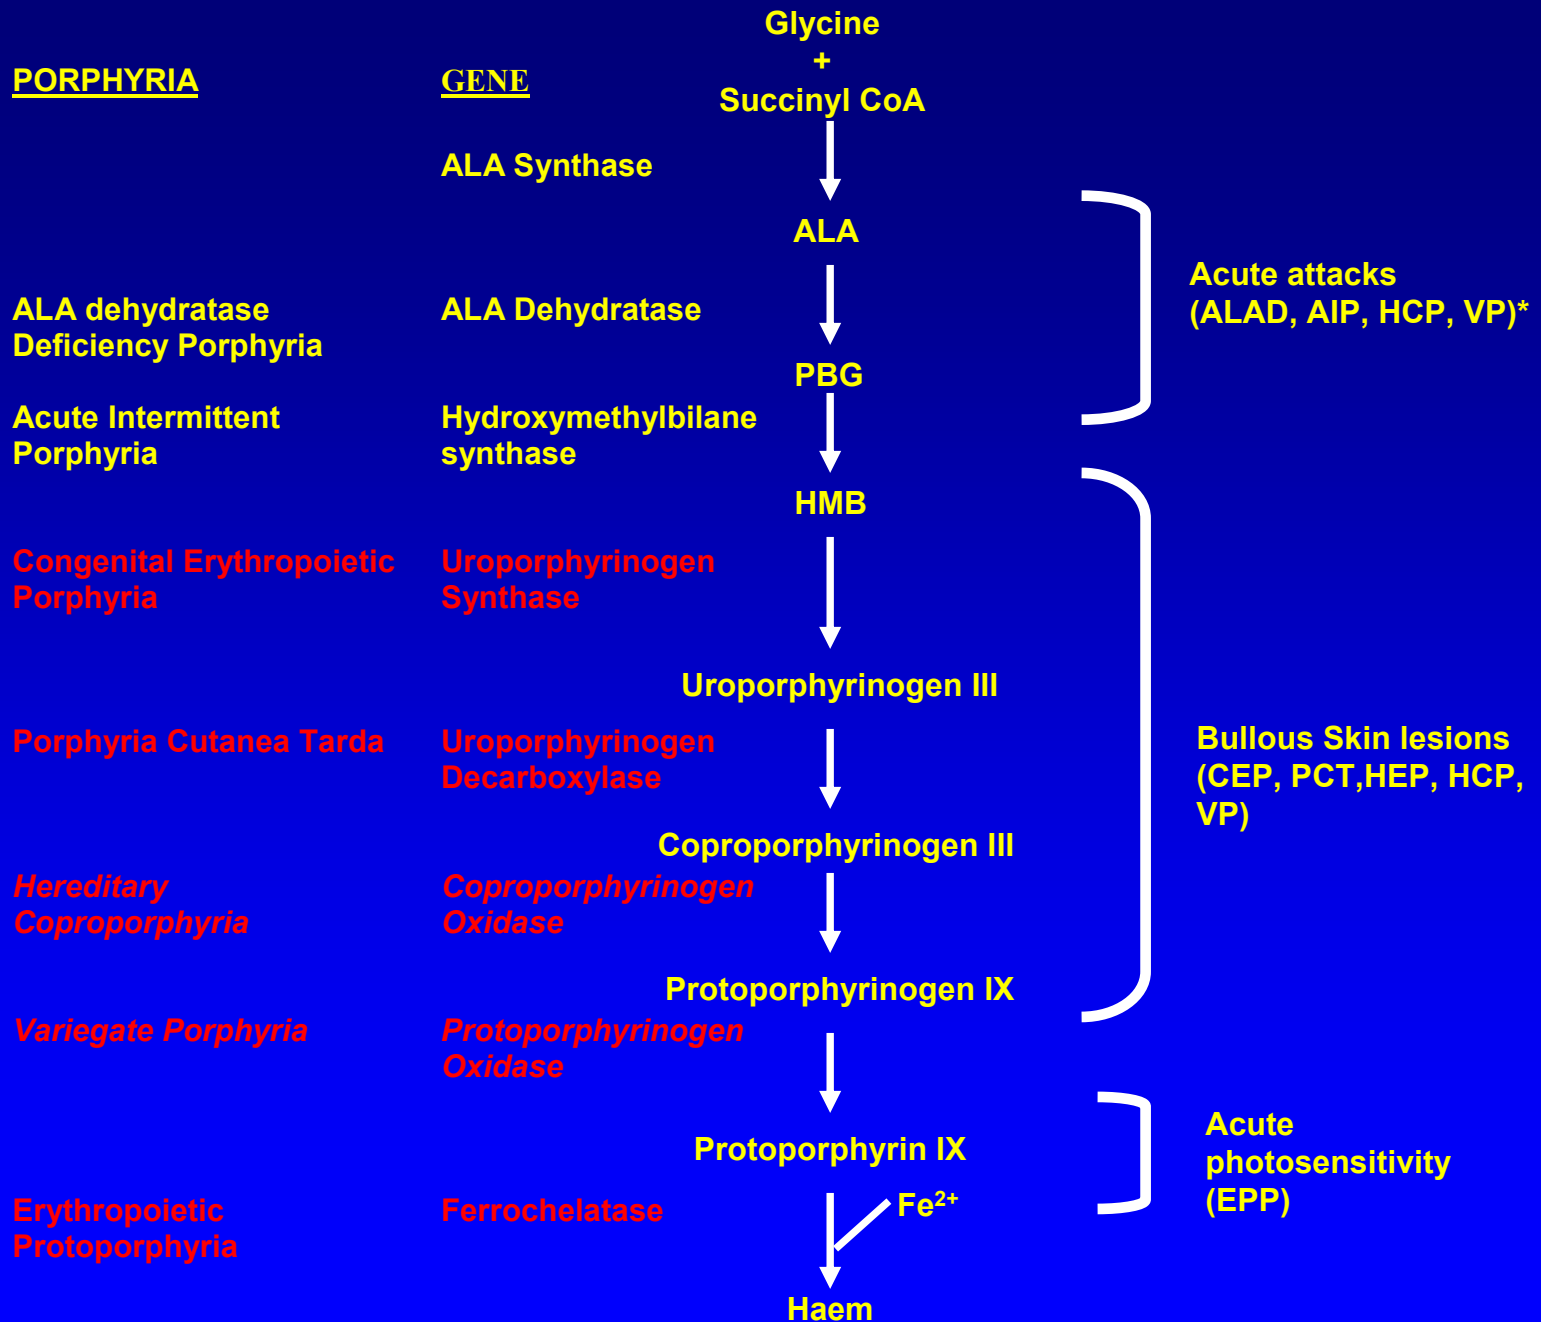 Glycine
+
PORPHYRIA
GENE
Succinyl CoA
ALA Synthase
ALA
Acute attacks
(ALAD, AIP, HCP, VP)*
ALA dehydratase
Deficiency Porphyria
ALA Dehydratase
PBG
Acute Intermittent
Porphyria
Hydroxymethylbilane
synthase
HMB
Congenital Erythropoietic
Porphyria
Uroporphyrinogen
Synthase
Uroporphyrinogen III
Porphyria Cutanea Tarda
Uroporphyrinogen
Decarboxylase
Bullous Skin lesions
(CEP, PCT,HEP, HCP,
VP)
Coproporphyrinogen III
Hereditary
Coproporphyria
Coproporphyrinogen
Oxidase
Protoporphyrinogen IX
Variegate Porphyria
Protoporphyrinogen
Oxidase
Protoporphyrin IX
Acute
photosensitivity
(EPP)
Erythropoietic
Protoporphyria
Ferrochelatase
Fe²⁺
Haem